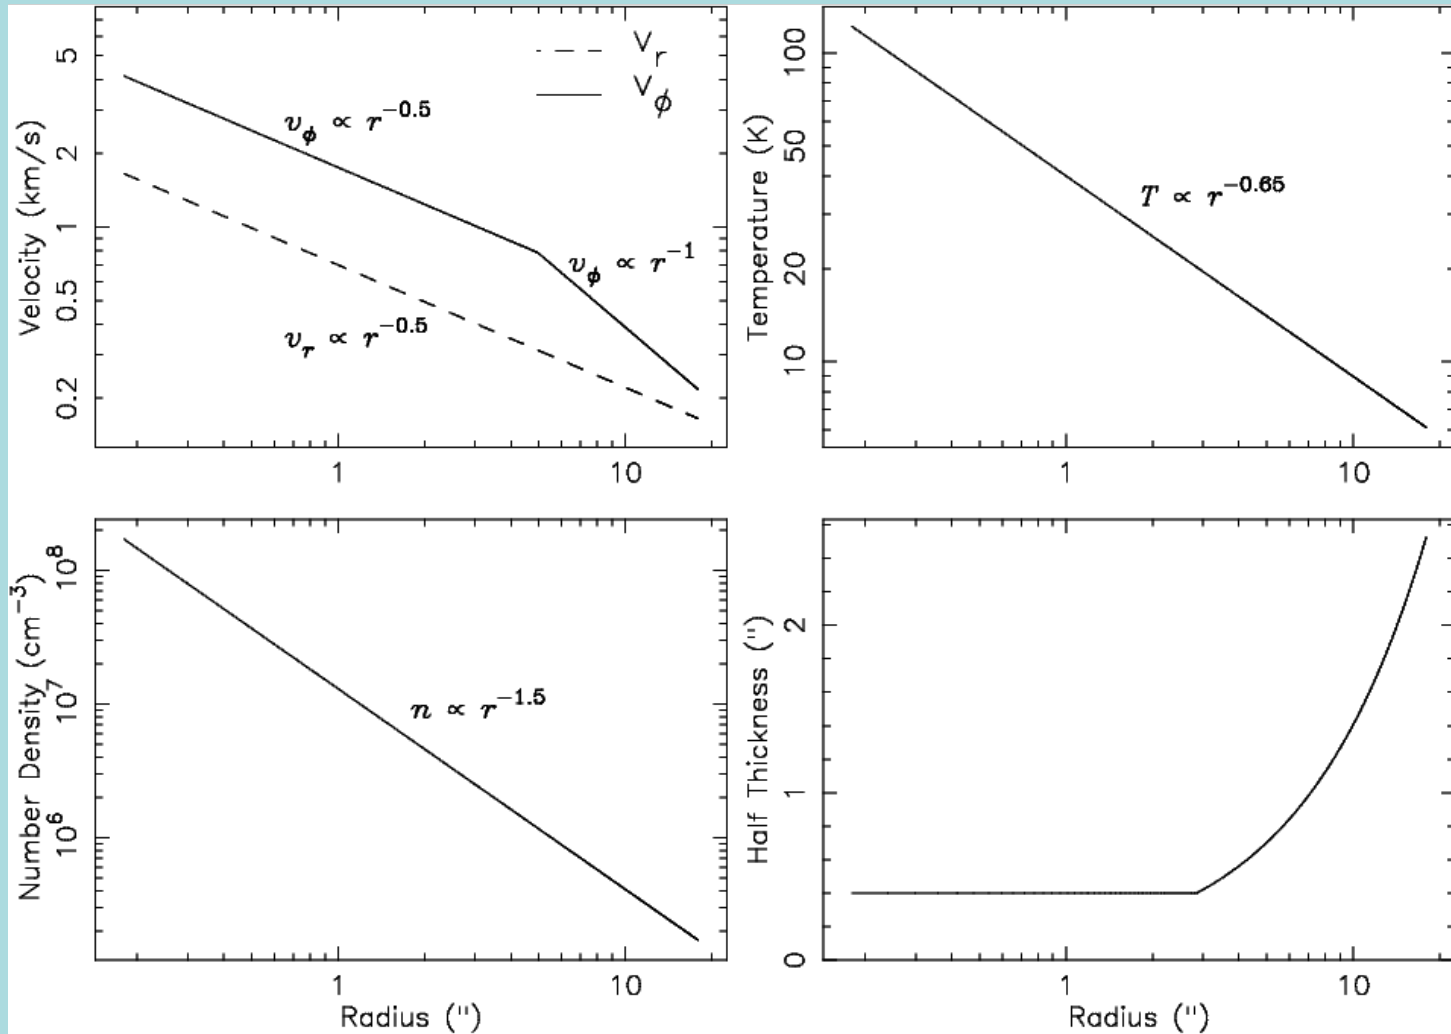 V_r
V_ϕ
v_ϕ ∝ r^−0.5
v_ϕ ∝ r^−1
v_r ∝ r^−0.5
Velocity (km/s)
5
2
1
0.5
0.2
1 10
T ∝ r^−0.65
Temperature (K)
100
50
20
10
1 10
n ∝ r^−1.5
Number Density (cm^−3)
10^8
10^7
10^6
1 10
Radius (")
Half Thickness (")
2
1
0
1 10
Radius (")